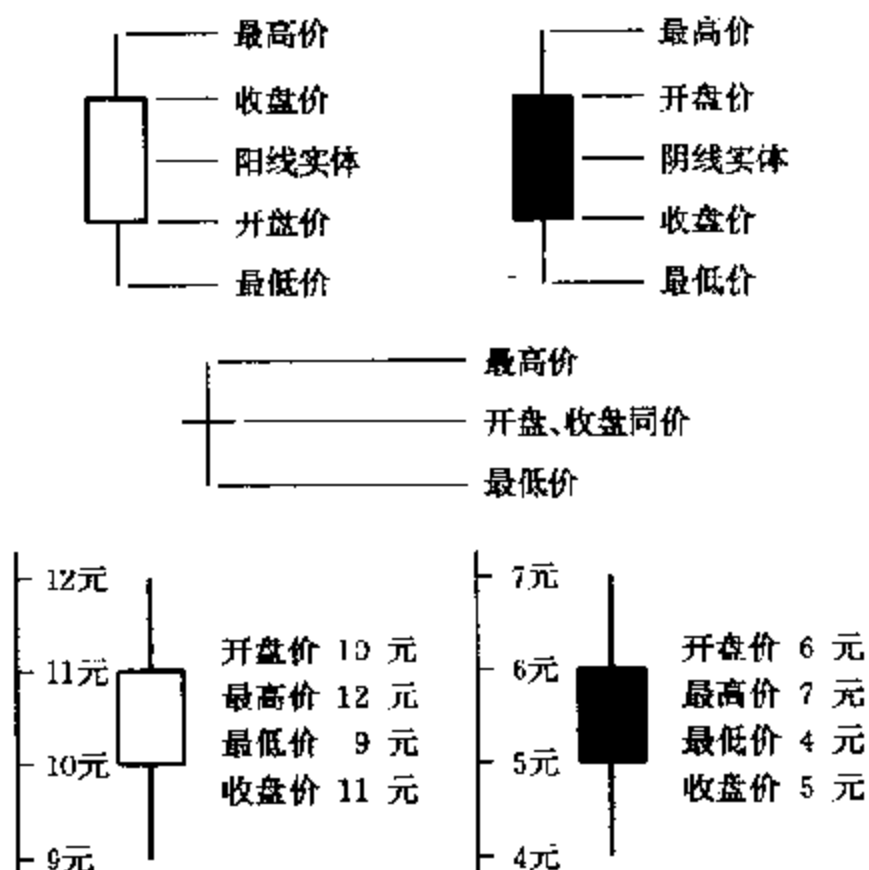 最高价
收盘价
阳线实体
开盘价
最低价
最高价
开盘价
阴线实体
收盘价
最低价
最高价
开盘、收盘同价
最低价
12元
11元
10元
9元
开盘价 10 元
最高价 12 元
最低价 9 元
收盘价 11 元
7元
6元
5元
4元
开盘价 6 元
最高价 7 元
最低价 4 元
收盘价 5 元